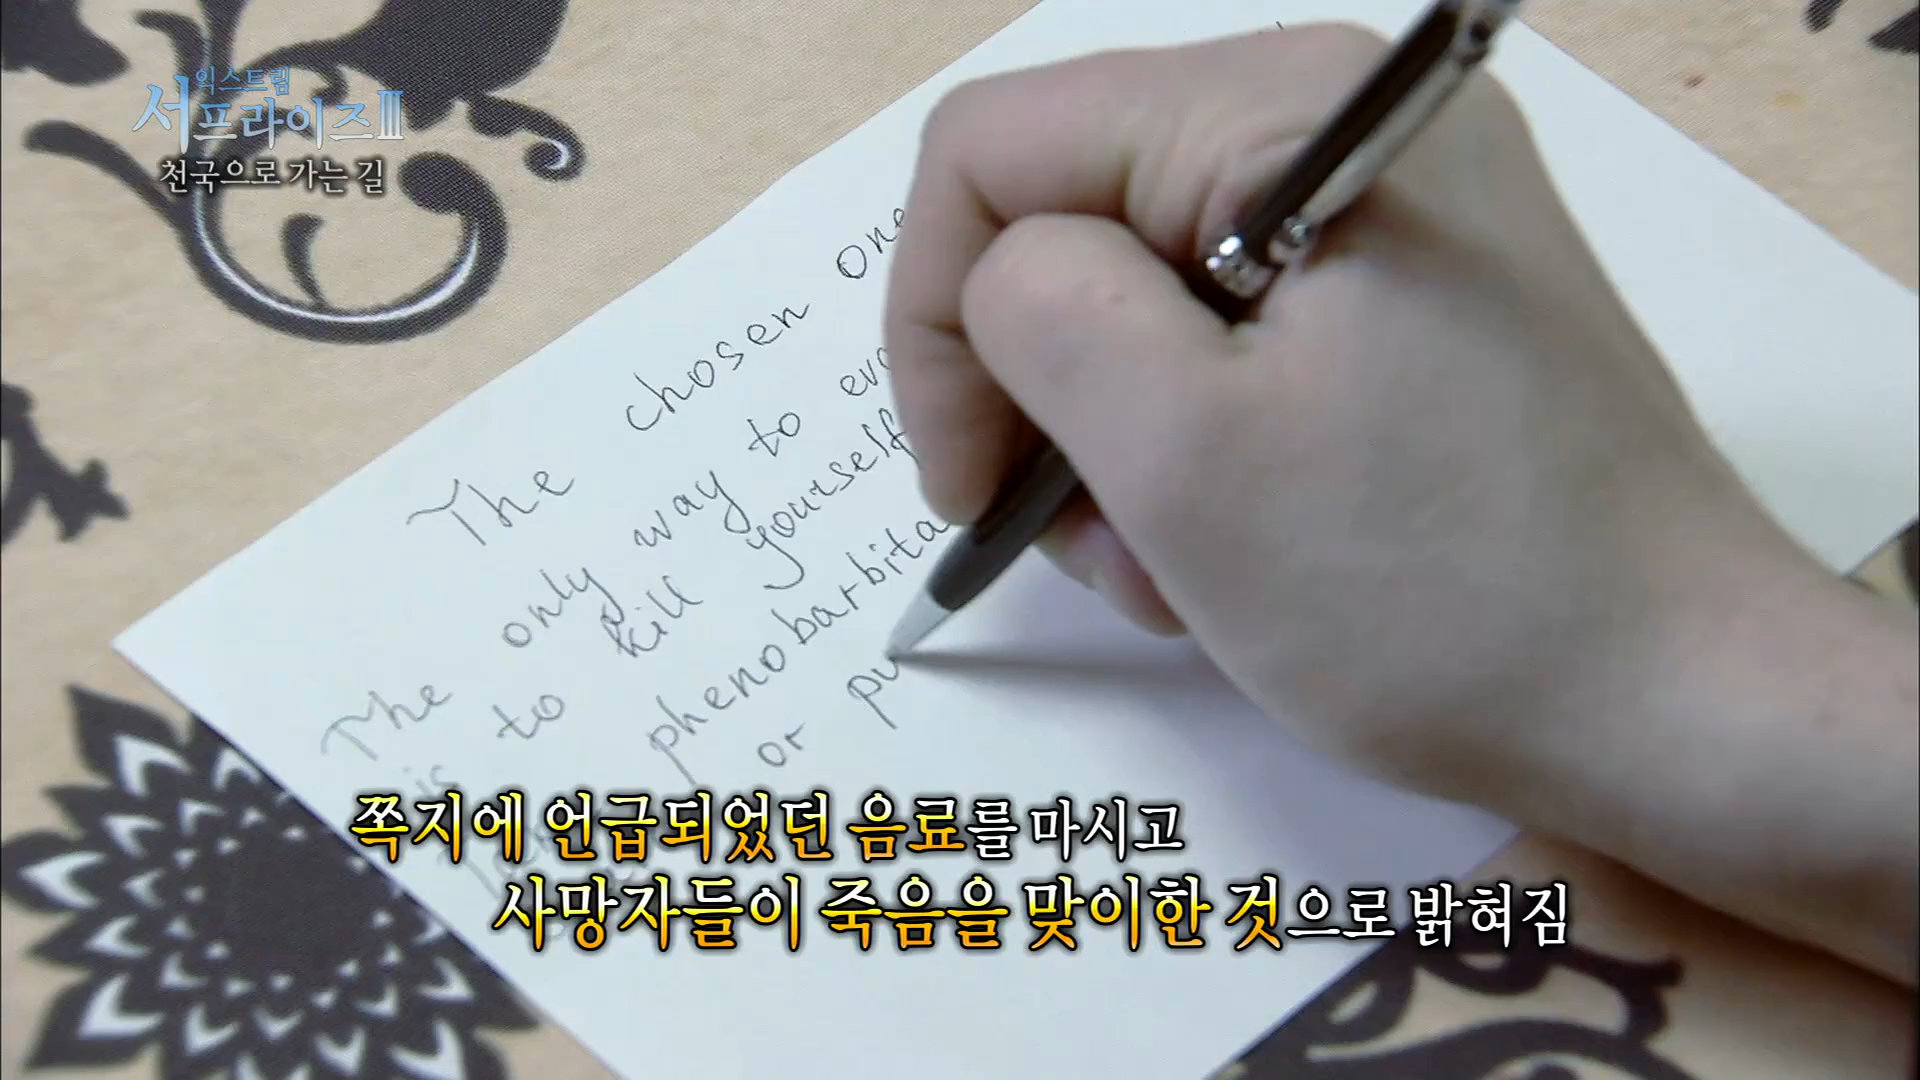 익스트림
서프라이즈Ⅲ
천국으로 가는 길
The chosen one
The only way to eva
is to kill yourself
phenobarbita
or pu
쪽지에 언급되었던 음료를 마시고
사망자들이 죽음을 맞이한 것으로 밝혀짐